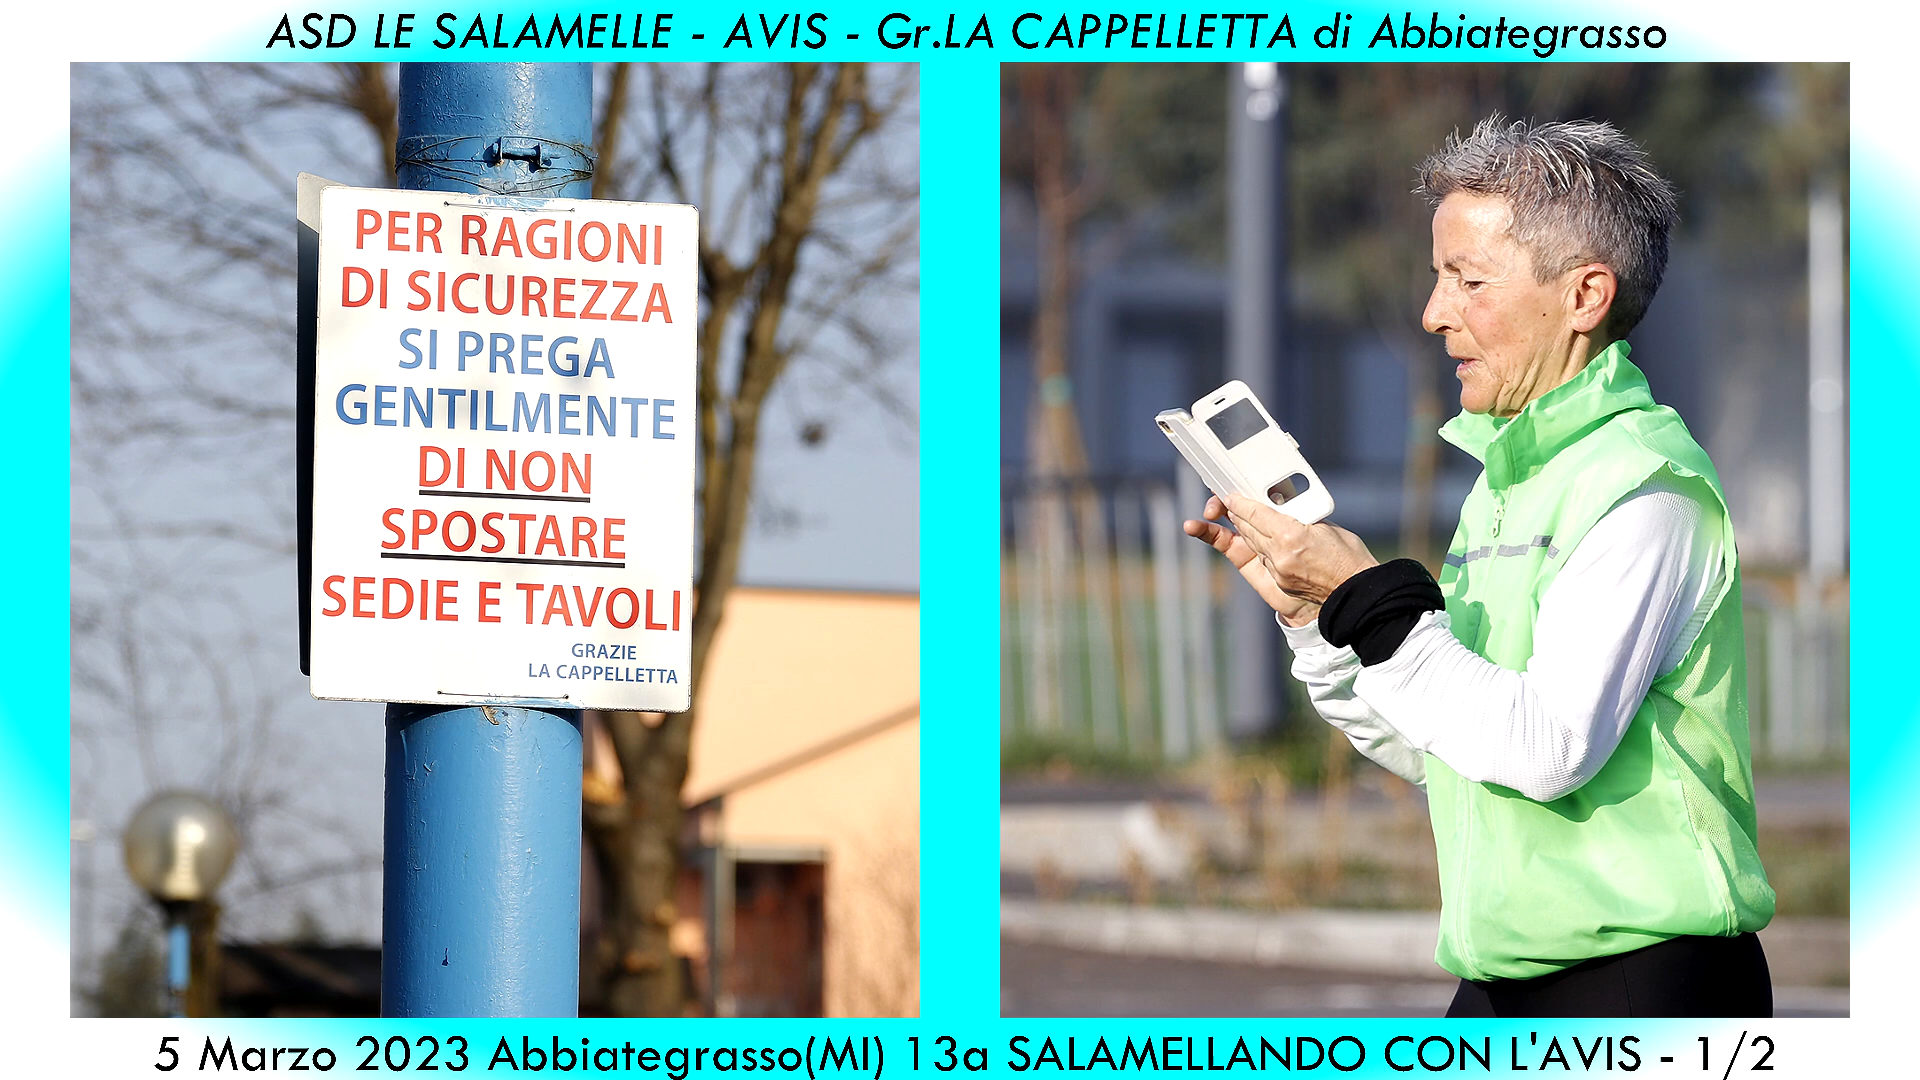 ASD LE SALAMELLE - AVIS - Gr.LA CAPPELLETTA di Abbiategrasso
PER RAGIONI
DI SICUREZZA
SI PREGA
GENTILMENTE
DI NON
SPOSTARE
SEDIE E TAVOLI
GRAZIE
LA CAPPELLETTA
5 Marzo 2023 Abbiategrasso(MI) 13a SALAMELLANDO CON L'AVIS - 1/2